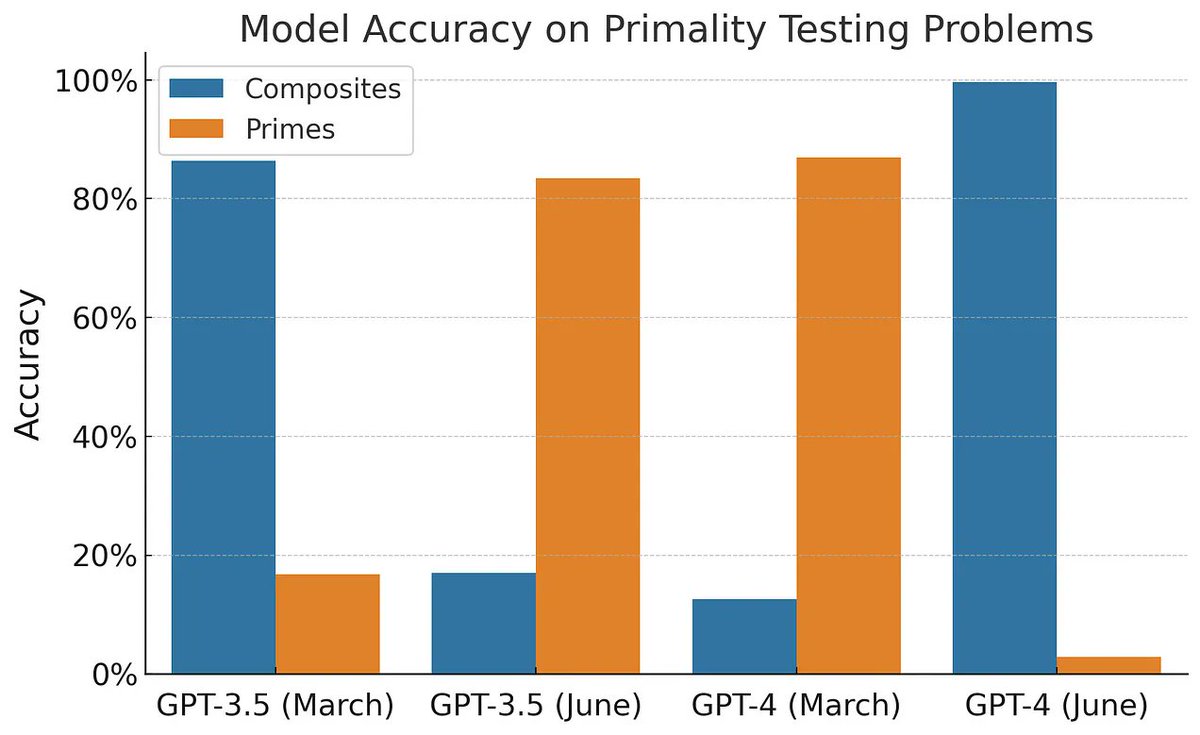 Model Accuracy on Primality Testing Problems
Composites
Primes
Accuracy
100%
80%
60%
40%
20%
0%
GPT-3.5 (March) GPT-3.5 (June) GPT-4 (March) GPT-4 (June)